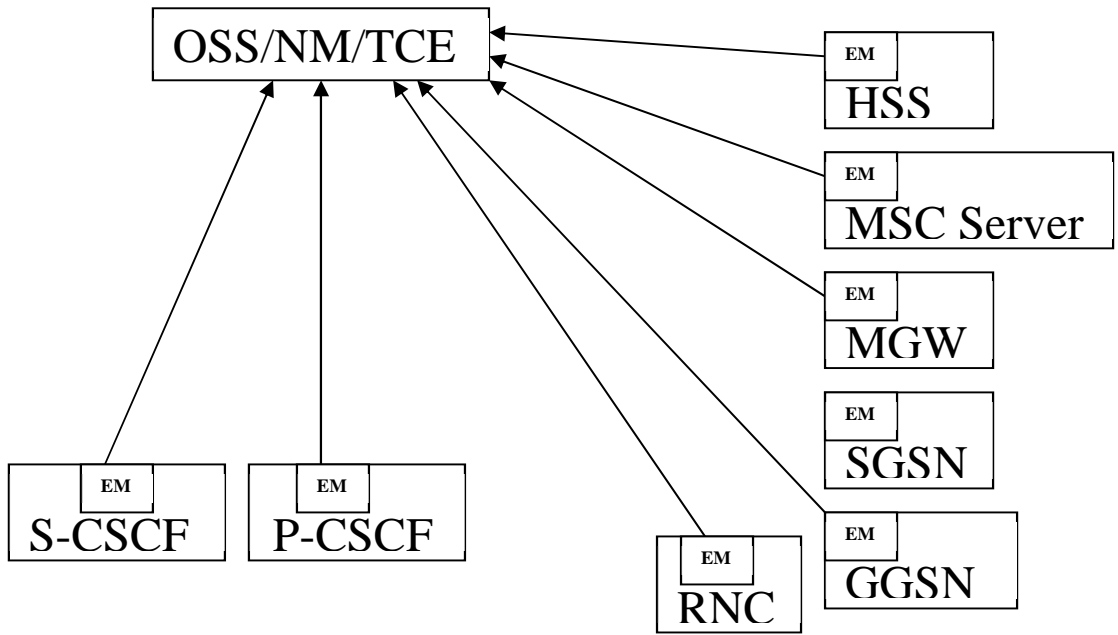 OSS/NM/TCE
EM
HSS
EM
MSC Server
EM
MGW
EM
SGSN
EM
S-CSCF
EM
P-CSCF
EM
RNC
EM
GGSN